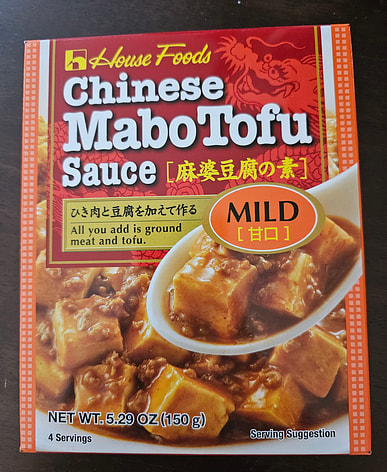 House Foods
Chinese
MaboTofu
Sauce [麻婆豆腐の素]
ひき肉と豆腐を加えて作る
All you add is ground
meat and tofu.
MILD
[甘口]
NET WT. 5.29 OZ (150 g)
4 Servings
Serving Suggestion